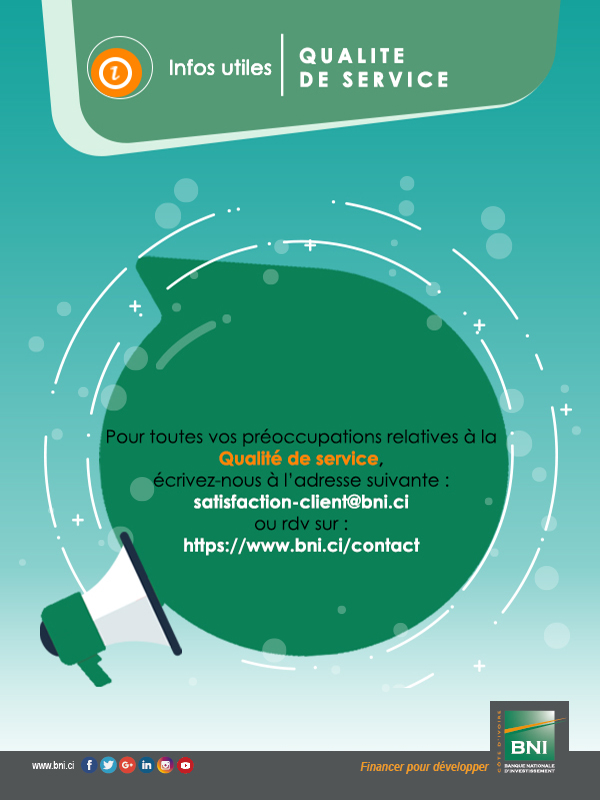 Infos utiles
QUALITE
DE SERVICE
Pour toutes vos préoccupations relatives à la
Qualité de service,
écrivez-nous à l'adresse suivante :
satisfaction-client@bni.ci
ou rdv sur :
https://www.bni.ci/contact
www.bni.ci
Financer pour développer
CÔTE D'IVOIRE
BNI
BANQUE NATIONALE
D'INVESTISSEMENT